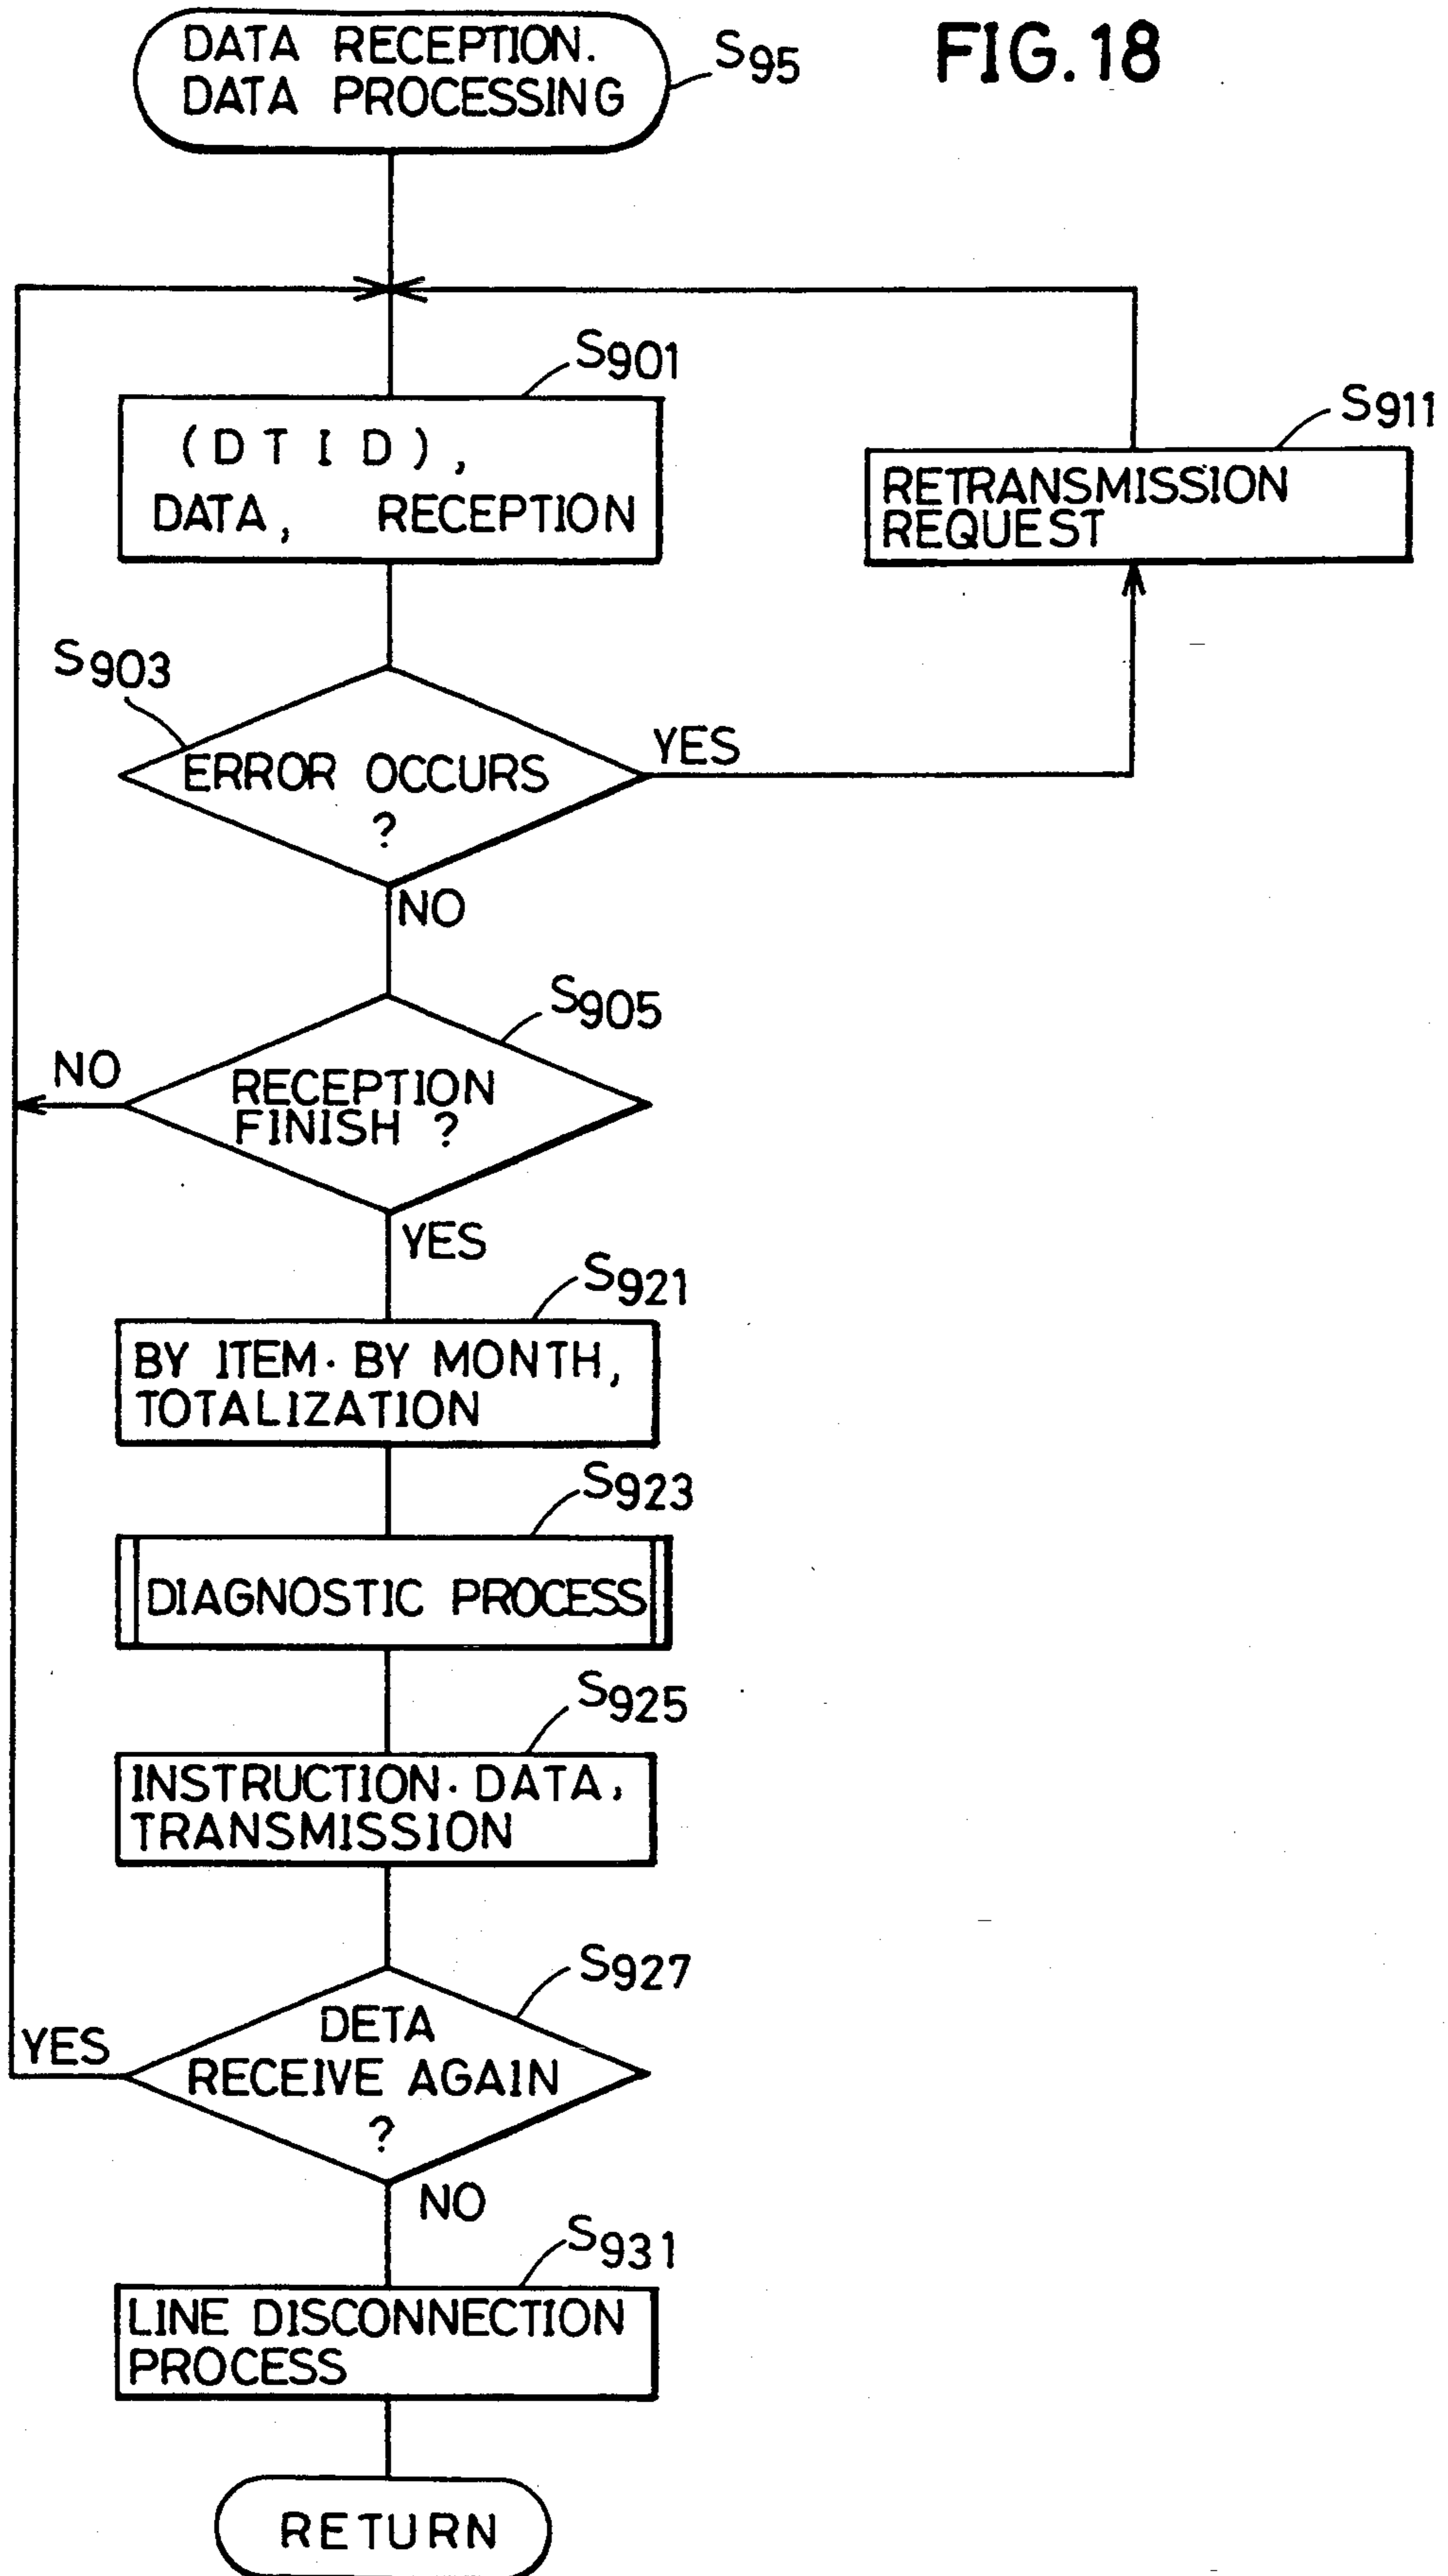 FIG.18
DATA RECEPTION.
DATA PROCESSING
S95
S901
(DTID),
DATA, RECEPTION
S911
RETRANSMISSION
REQUEST
S903
ERROR OCCURS
?
YES
NO
S905
RECEPTION
FINISH ?
NO
YES
S921
BY ITEM. BY MONTH,
TOTALIZATION
S923
DIAGNOSTIC PROCESS
S925
INSTRUCTION. DATA,
TRANSMISSION
S927
DETA
RECEIVE AGAIN
?
YES
NO
S931
LINE DISCONNECTION
PROCESS
RETURN